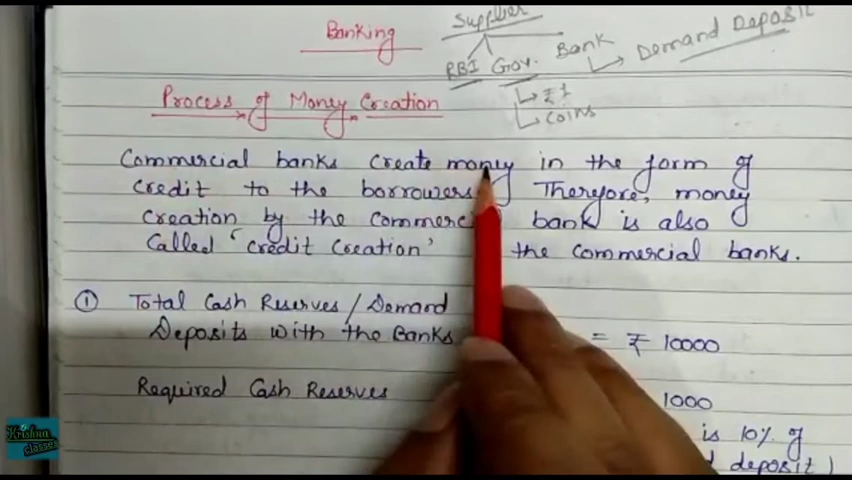 Banking
Supplier
RBI Gov. Bank
Demand Deposit
₹1
Coins
Process of Money Creation
Commercial banks create money in the form of
credit to the borrowers. Therefore, money
creation by the commercial bank is also
Called 'credit creation' the commercial banks.
① Total Cash Reserves / Demand
Deposits with the Banks = ₹ 10000
Required Cash Reserves 1000
is 10% of
deposit)
Krishna
classes